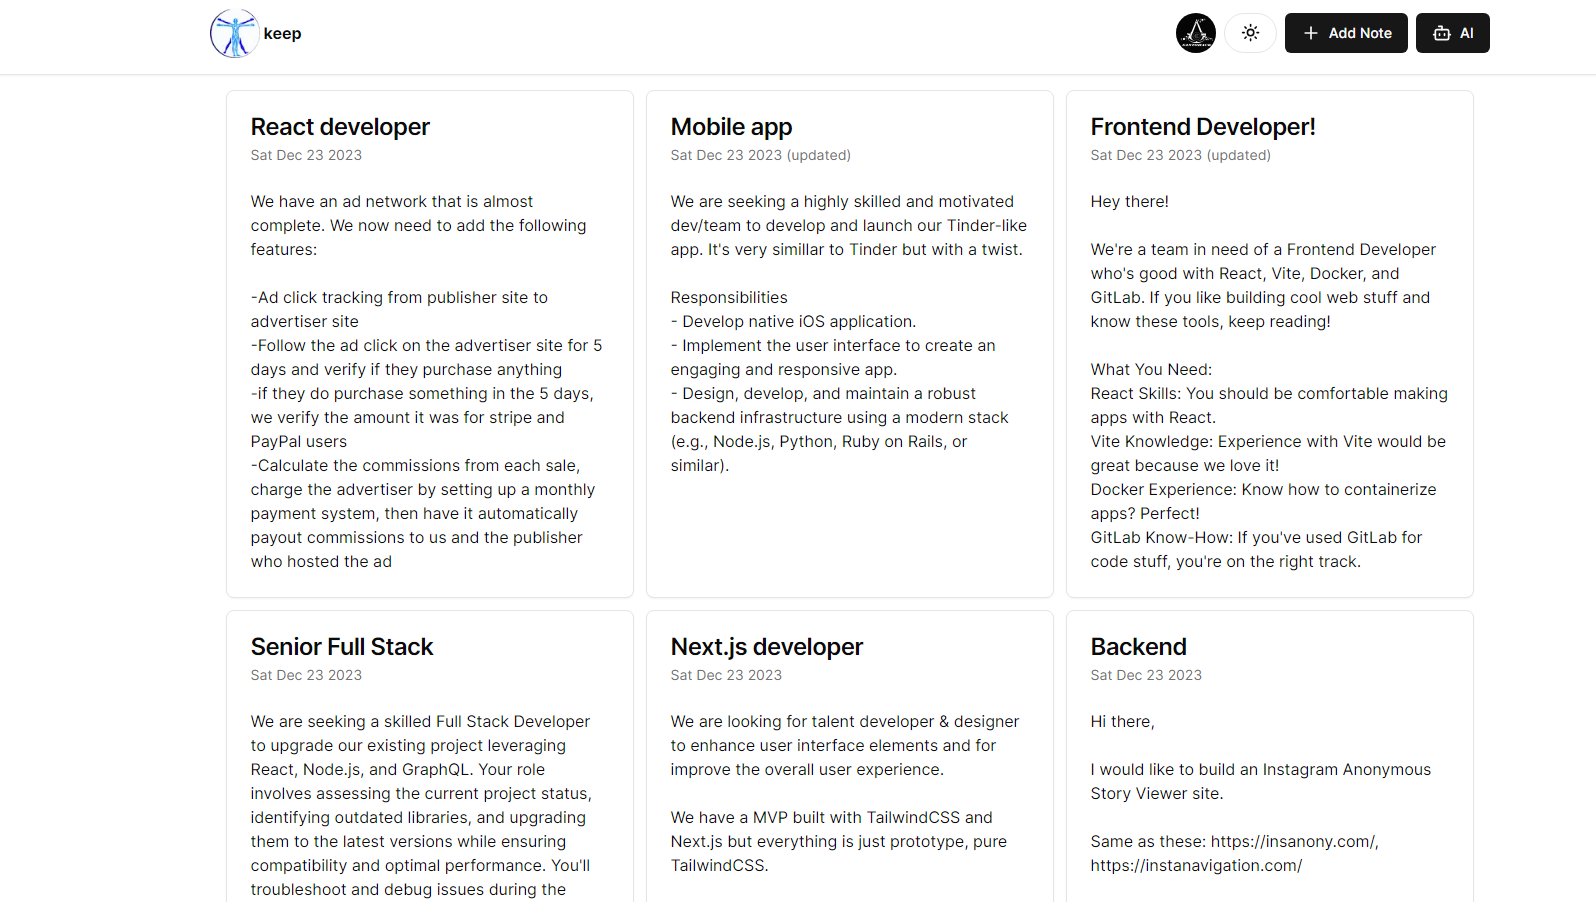 keep
Add Note
AI
React developer
Sat Dec 23 2023
We have an ad network that is almost
complete. We now need to add the following
features:
-Ad click tracking from publisher site to
advertiser site
-Follow the ad click on the advertiser site for 5
days and verify if they purchase anything
-if they do purchase something in the 5 days,
we verify the amount it was for stripe and
PayPal users
-Calculate the commissions from each sale,
charge the advertiser by setting up a monthly
payment system, then have it automatically
payout commissions to us and the publisher
who hosted the ad
Mobile app
Sat Dec 23 2023 (updated)
We are seeking a highly skilled and motivated
dev/team to develop and launch our Tinder-like
app. It's very simillar to Tinder but with a twist.
Responsibilities
- Develop native iOS application.
- Implement the user interface to create an
engaging and responsive app.
- Design, develop, and maintain a robust
backend infrastructure using a modern stack
(e.g., Node.js, Python, Ruby on Rails, or
similar).
Frontend Developer!
Sat Dec 23 2023 (updated)
Hey there!
We're a team in need of a Frontend Developer
who's good with React, Vite, Docker, and
GitLab. If you like building cool web stuff and
know these tools, keep reading!
What You Need:
React Skills: You should be comfortable making
apps with React.
Vite Knowledge: Experience with Vite would be
great because we love it!
Docker Experience: Know how to containerize
apps? Perfect!
GitLab Know-How: If you've used GitLab for
code stuff, you're on the right track.
Senior Full Stack
Sat Dec 23 2023
We are seeking a skilled Full Stack Developer
to upgrade our existing project leveraging
React, Node.js, and GraphQL. Your role
involves assessing the current project status,
identifying outdated libraries, and upgrading
them to the latest versions while ensuring
compatibility and optimal performance. You'll
troubleshoot and debug issues during the
Next.js developer
Sat Dec 23 2023
We are looking for talent developer & designer
to enhance user interface elements and for
improve the overall user experience.
We have a MVP built with TailwindCSS and
Next.js but everything is just prototype, pure
TailwindCSS.
Backend
Sat Dec 23 2023
Hi there,
I would like to build an Instagram Anonymous
Story Viewer site.
Same as these: https://insanony.com/,
https://instanavigation.com/